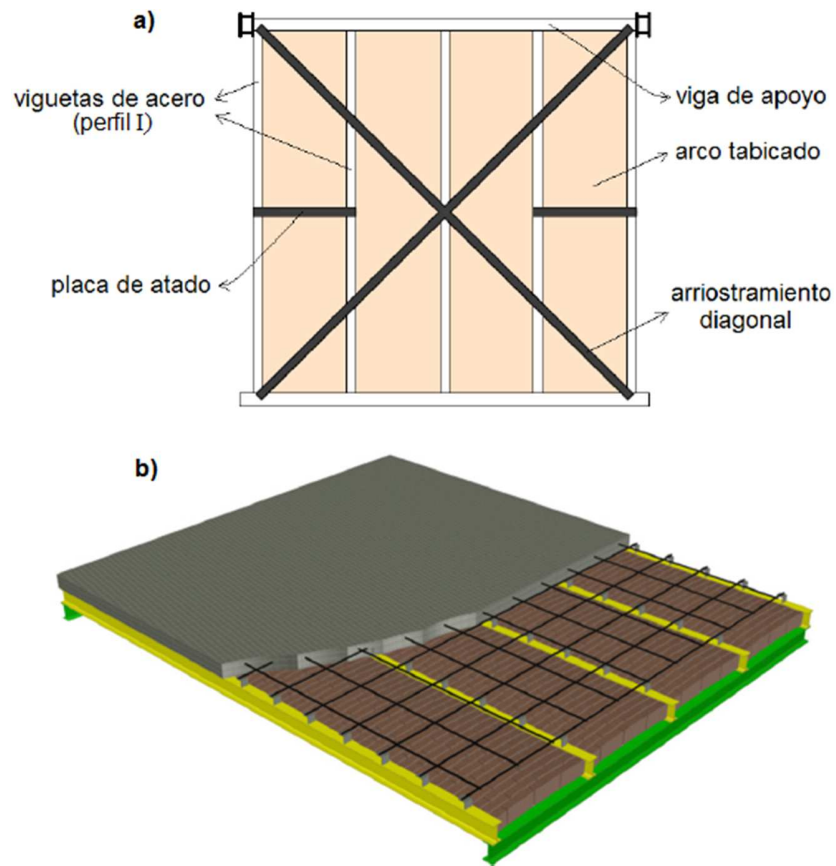 a)
viguetas de acero
(perfil I)
viga de apoyo
arco tabicado
placa de atado
arriostramiento
diagonal
b)